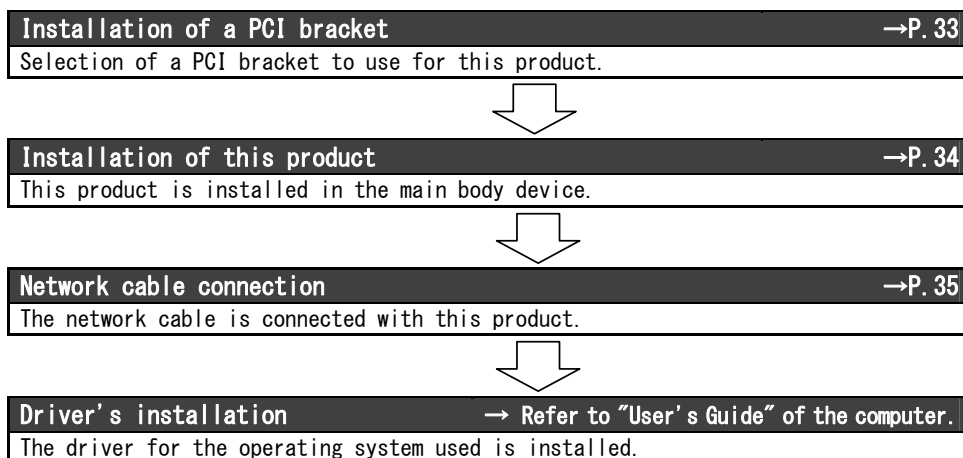 Installation of a PCI bracket →P.33
Selection of a PCI bracket to use for this product.
Installation of this product →P.34
This product is installed in the main body device.
Network cable connection →P.35
The network cable is connected with this product.
Driver's installation → Refer to "User's Guide" of the computer.
The driver for the operating system used is installed.